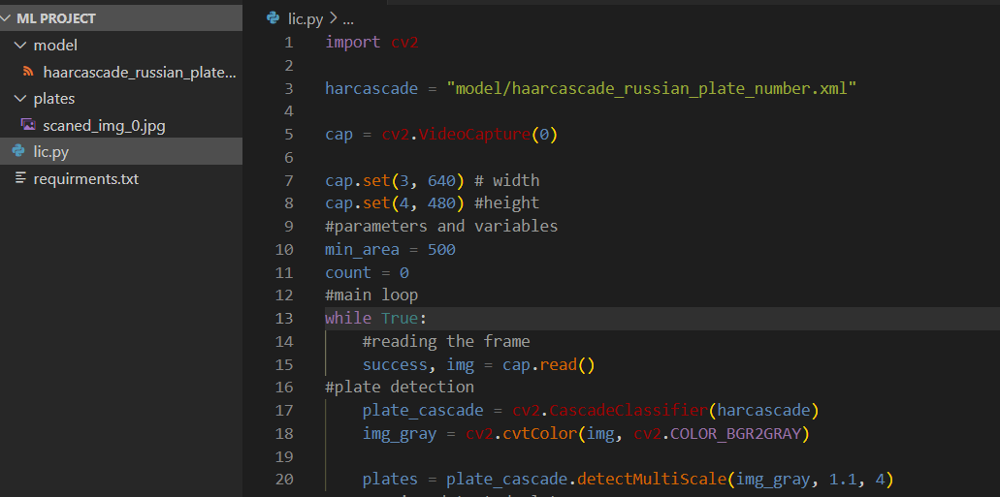 ML PROJECT
model
haarcascade_russian_plate...
plates
scaned_img_0.jpg
lic.py
requirments.txt
lic.py > ...
1 import cv2
2
3 harcascade = "model/haarcascade_russian_plate_number.xml"
4
5 cap = cv2.VideoCapture(0)
6
7 cap.set(3, 640) # width
8 cap.set(4, 480) #height
9 #parameters and variables
10 min_area = 500
11 count = 0
12 #main loop
13 while True:
14 #reading the frame
15 success, img = cap.read()
16 #plate detection
17 plate_cascade = cv2.CascadeClassifier(harcascade)
18 img_gray = cv2.cvtColor(img, cv2.COLOR_BGR2GRAY)
19
20 plates = plate_cascade.detectMultiScale(img_gray, 1.1, 4)